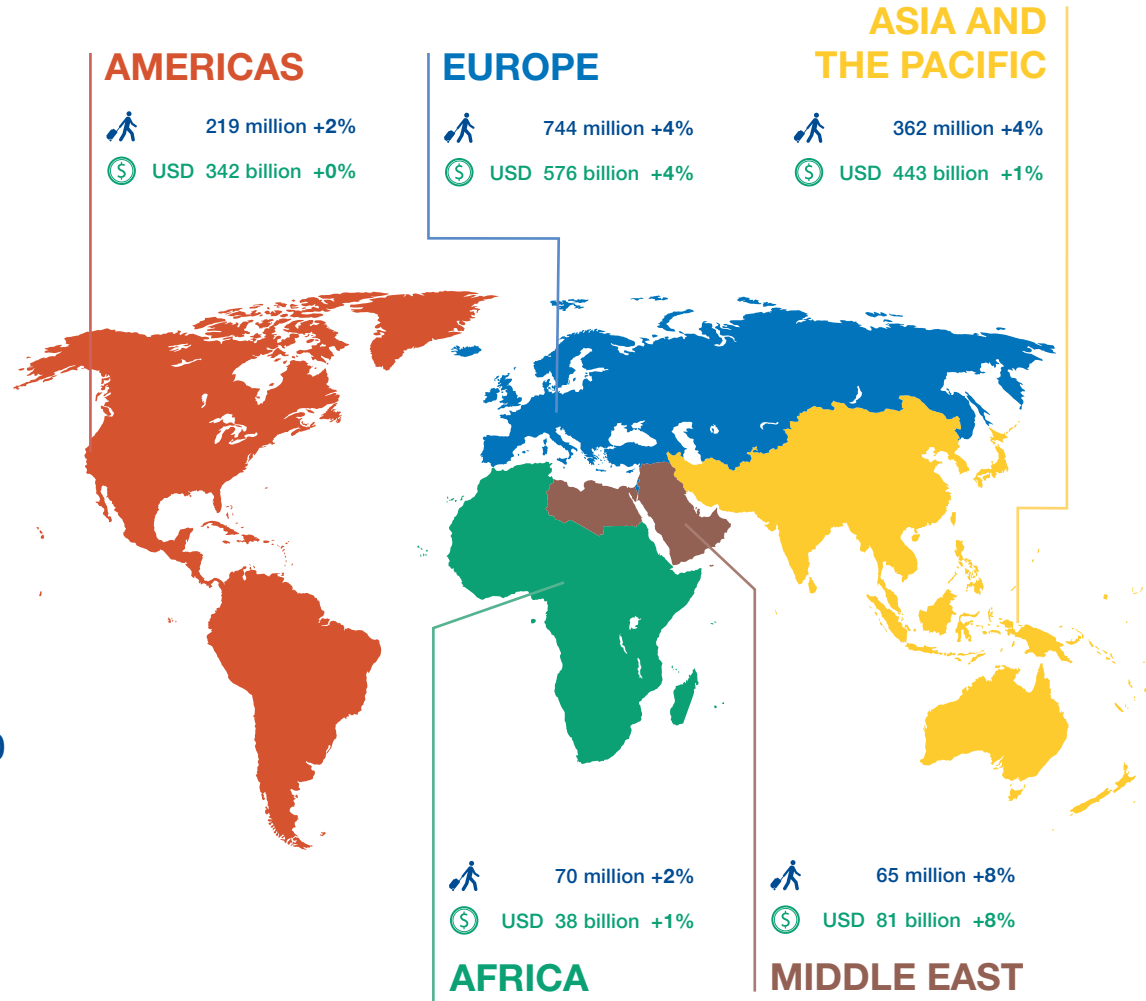 AMERICAS
219 million +2%
$ USD 342 billion +0%
EUROPE
744 million +4%
$ USD 576 billion +4%
ASIA AND
THE PACIFIC
362 million +4%
$ USD 443 billion +1%
70 million +2%
$ USD 38 billion +1%
AFRICA
65 million +8%
$ USD 81 billion +8%
MIDDLE EAST